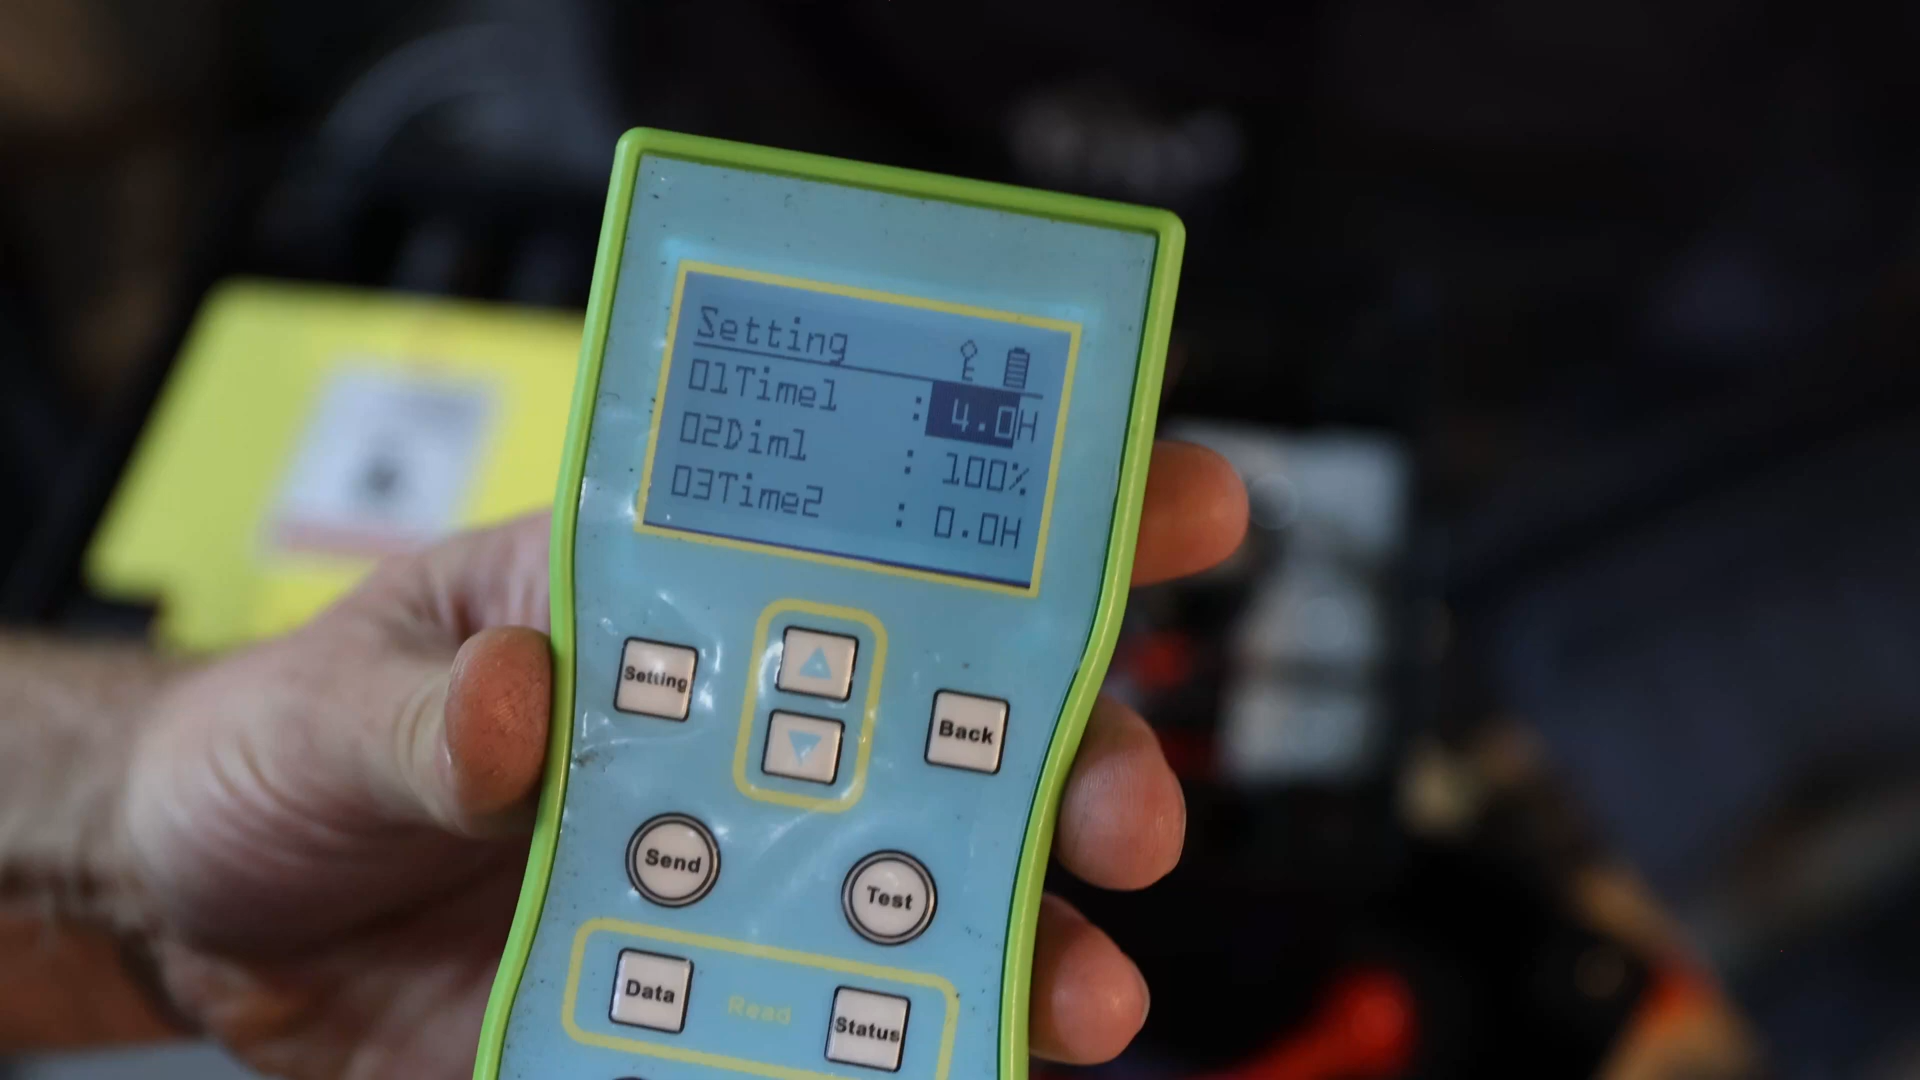 Setting
01Time1 : 4.0H
02Dim1 : 100%
03Time2 : 0.0H
Setting
Back
Send
Test
Data Read Status